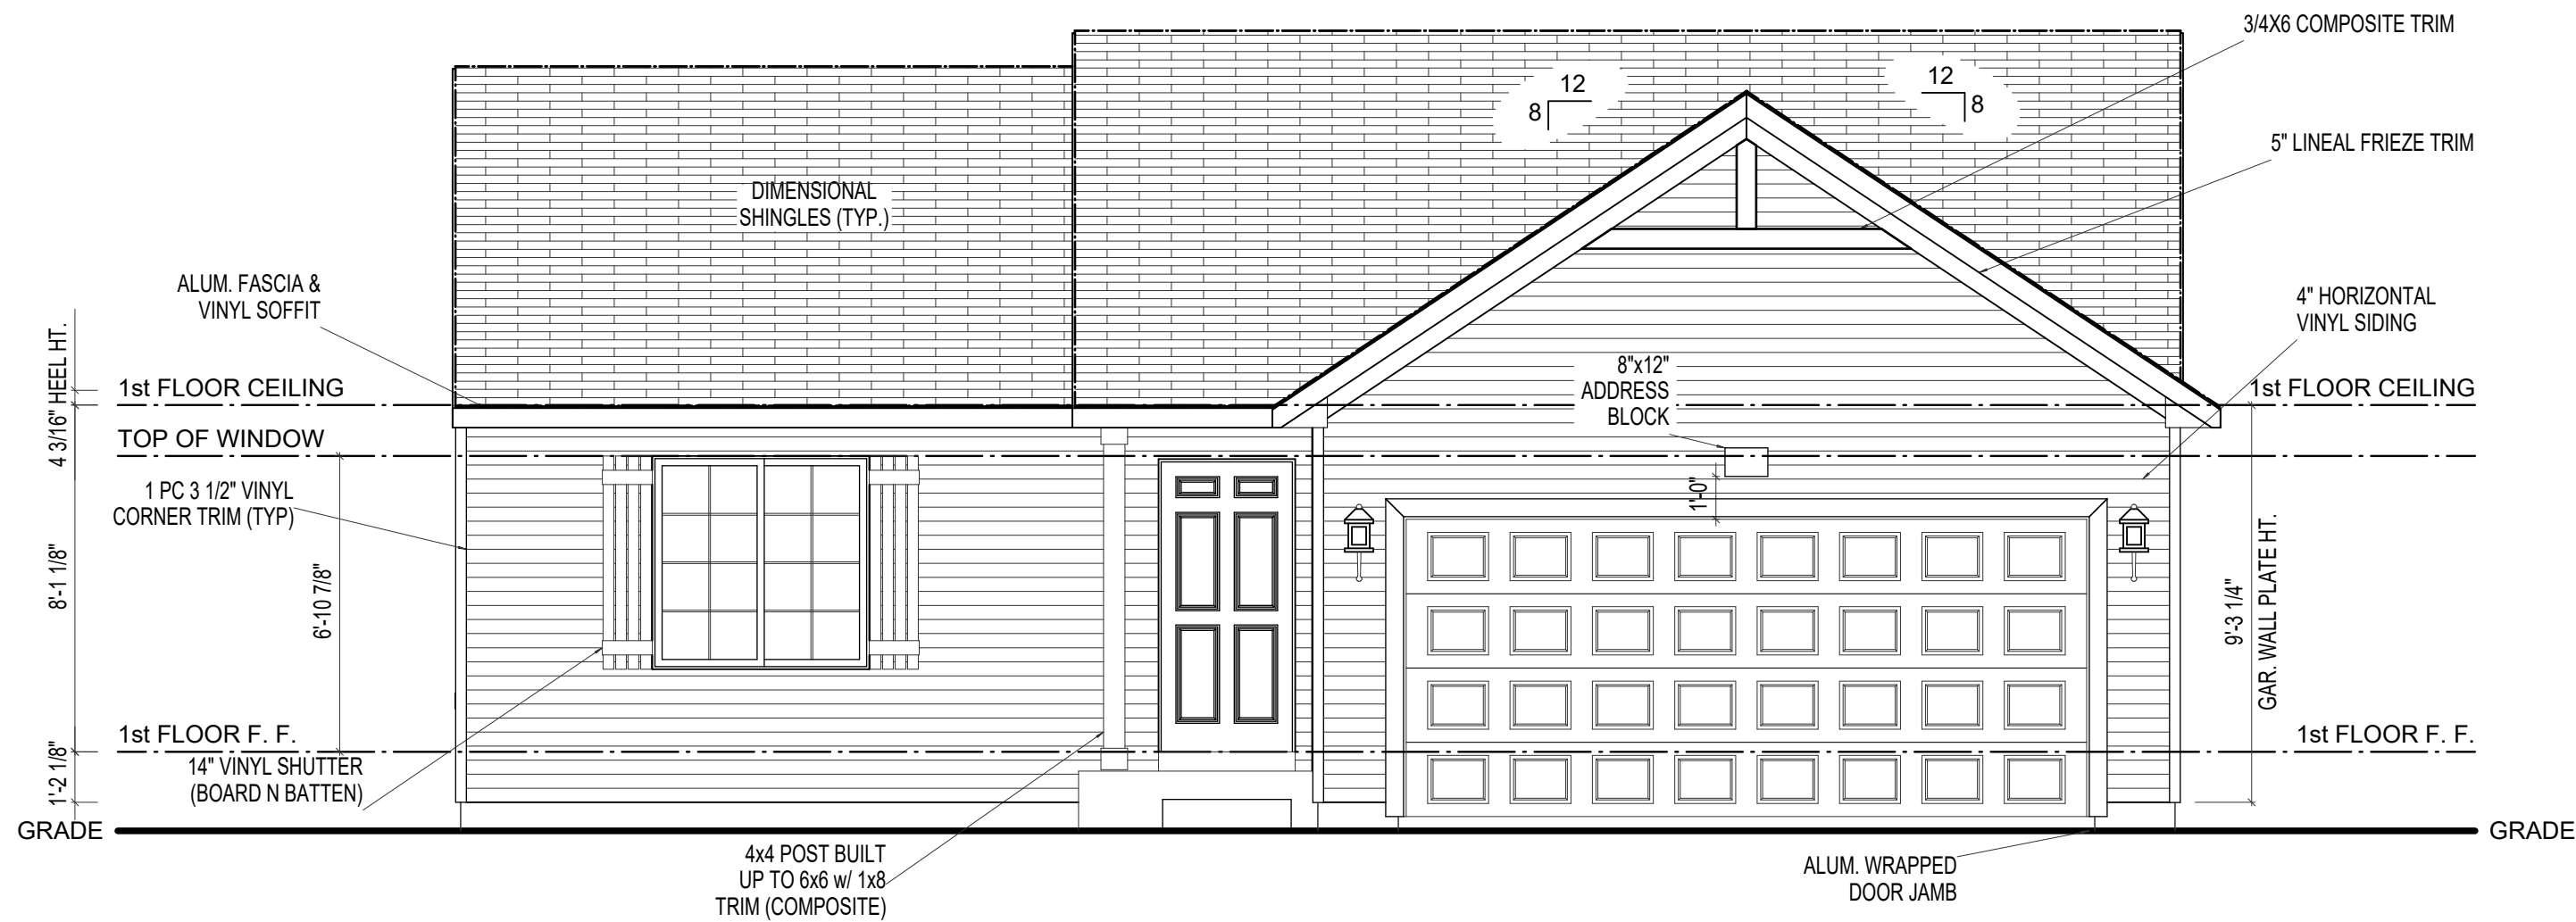 3/4X6 COMPOSITE TRIM
12
8
12
8
5" LINEAL FRIEZE TRIM
DIMENSIONAL
SHINGLES (TYP.)
ALUM. FASCIA &
VINYL SOFFIT
4" HORIZONTAL
VINYL SIDING
4 3/16" HEEL HT.
1st FLOOR CEILING
8"x12"
ADDRESS
BLOCK
1st FLOOR CEILING
TOP OF WINDOW
1 PC 3 1/2" VINYL
CORNER TRIM (TYP)
1'-0"
8'-1 1/8"
6'-10 7/8"
9'-3 1/4"
GAR. WALL PLATE HT.
1st FLOOR F. F.
1st FLOOR F. F.
14" VINYL SHUTTER
(BOARD N BATTEN)
1'-2 1/8"
GRADE
GRADE
4x4 POST BUILT
UP TO 6x6 w/ 1x8
TRIM (COMPOSITE)
ALUM. WRAPPED
DOOR JAMB